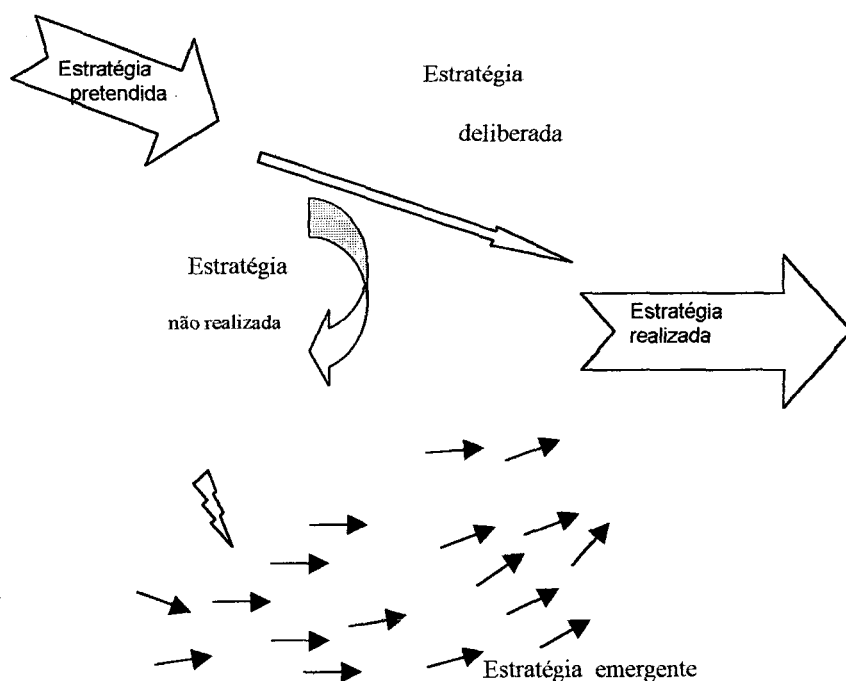 Estratégia
pretendida
Estratégia
deliberada
Estratégia
não realizada
Estratégia
realizada
Estratégia emergente